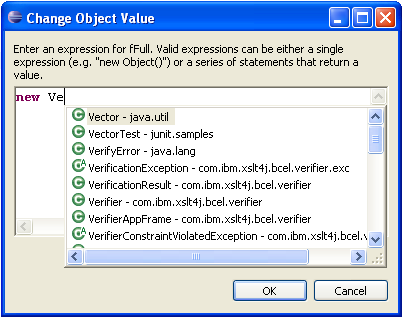 Change Object Value
Enter an expression for fFull. Valid expressions can be either a single
expression (e.g. "new Object()") or a series of statements that return a
value.
new Ve
Vector - java.util
VectorTest - junit.samples
VerifyError - java.lang
VerificationException - com.ibm.xslt4j.bcel.verifier.exc
VerificationResult - com.ibm.xslt4j.bcel.verifier
Verifier - com.ibm.xslt4j.bcel.verifier
VerifierAppFrame - com.ibm.xslt4j.bcel.verifier
VerifierConstraintViolatedException - com.ibm.xslt4j.bcel.v
OK Cancel